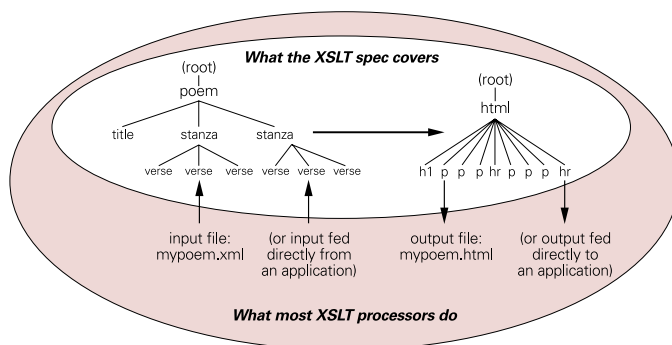 What the XSLT spec covers
(root)
poem
title stanza stanza
verse verse verse verse verse verse
(root)
html
h1 p p p hr p p p hr
input file:
mypoem.xml
(or input fed
directly from
an application)
output file:
mypoem.html
(or output fed
directly to
an application)
What most XSLT processors do